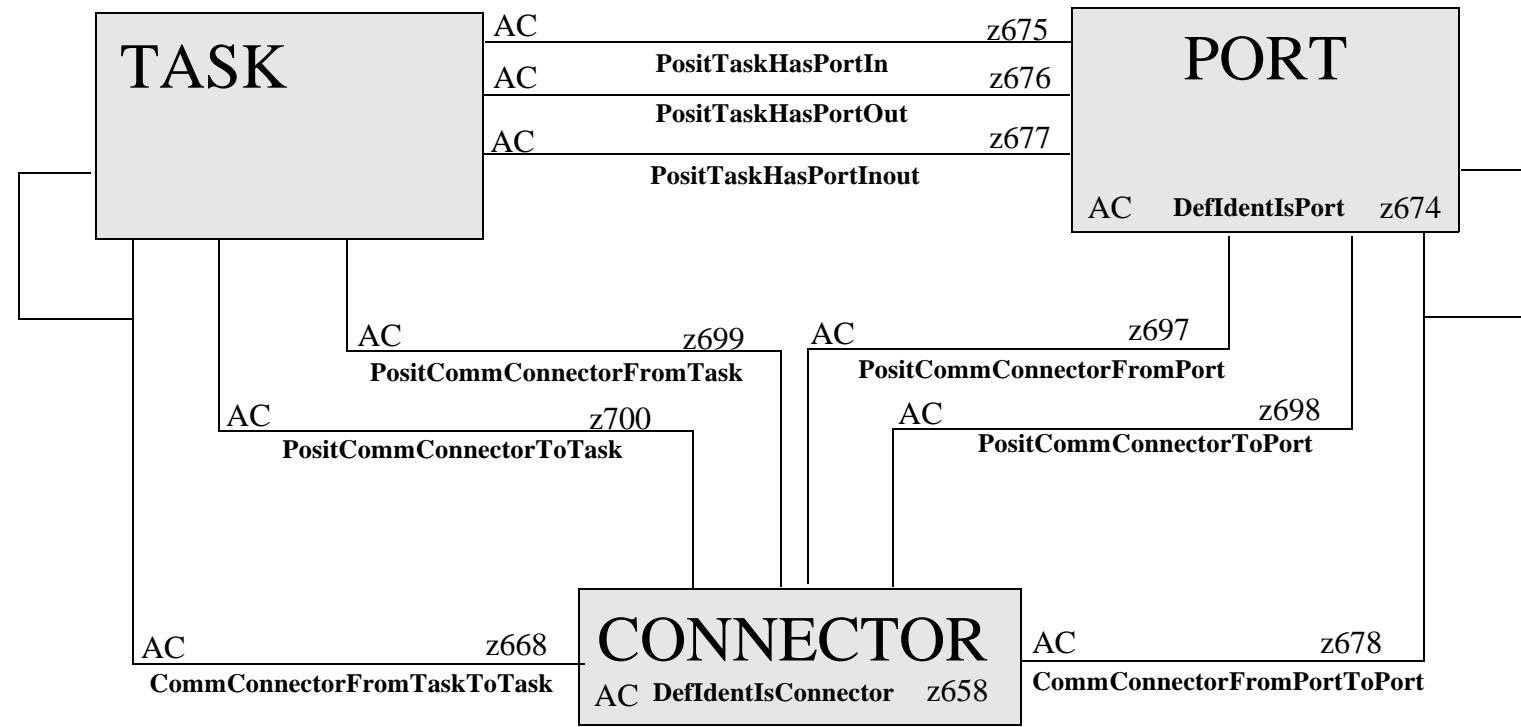 TASK
AC z675
PositTaskHasPortIn
AC z676
PositTaskHasPortOut
AC z677
PositTaskHasPortInout
PORT
AC DefIdentIsPort z674
AC z699
PositCommConnectorFromTask
AC z697
PositCommConnectorFromPort
AC z700
PositCommConnectorToTask
AC z698
PositCommConnectorToPort
AC z668
CommConnectorFromTaskToTask
CONNECTOR
AC DefIdentIsConnector z658
AC z678
CommConnectorFromPortToPort